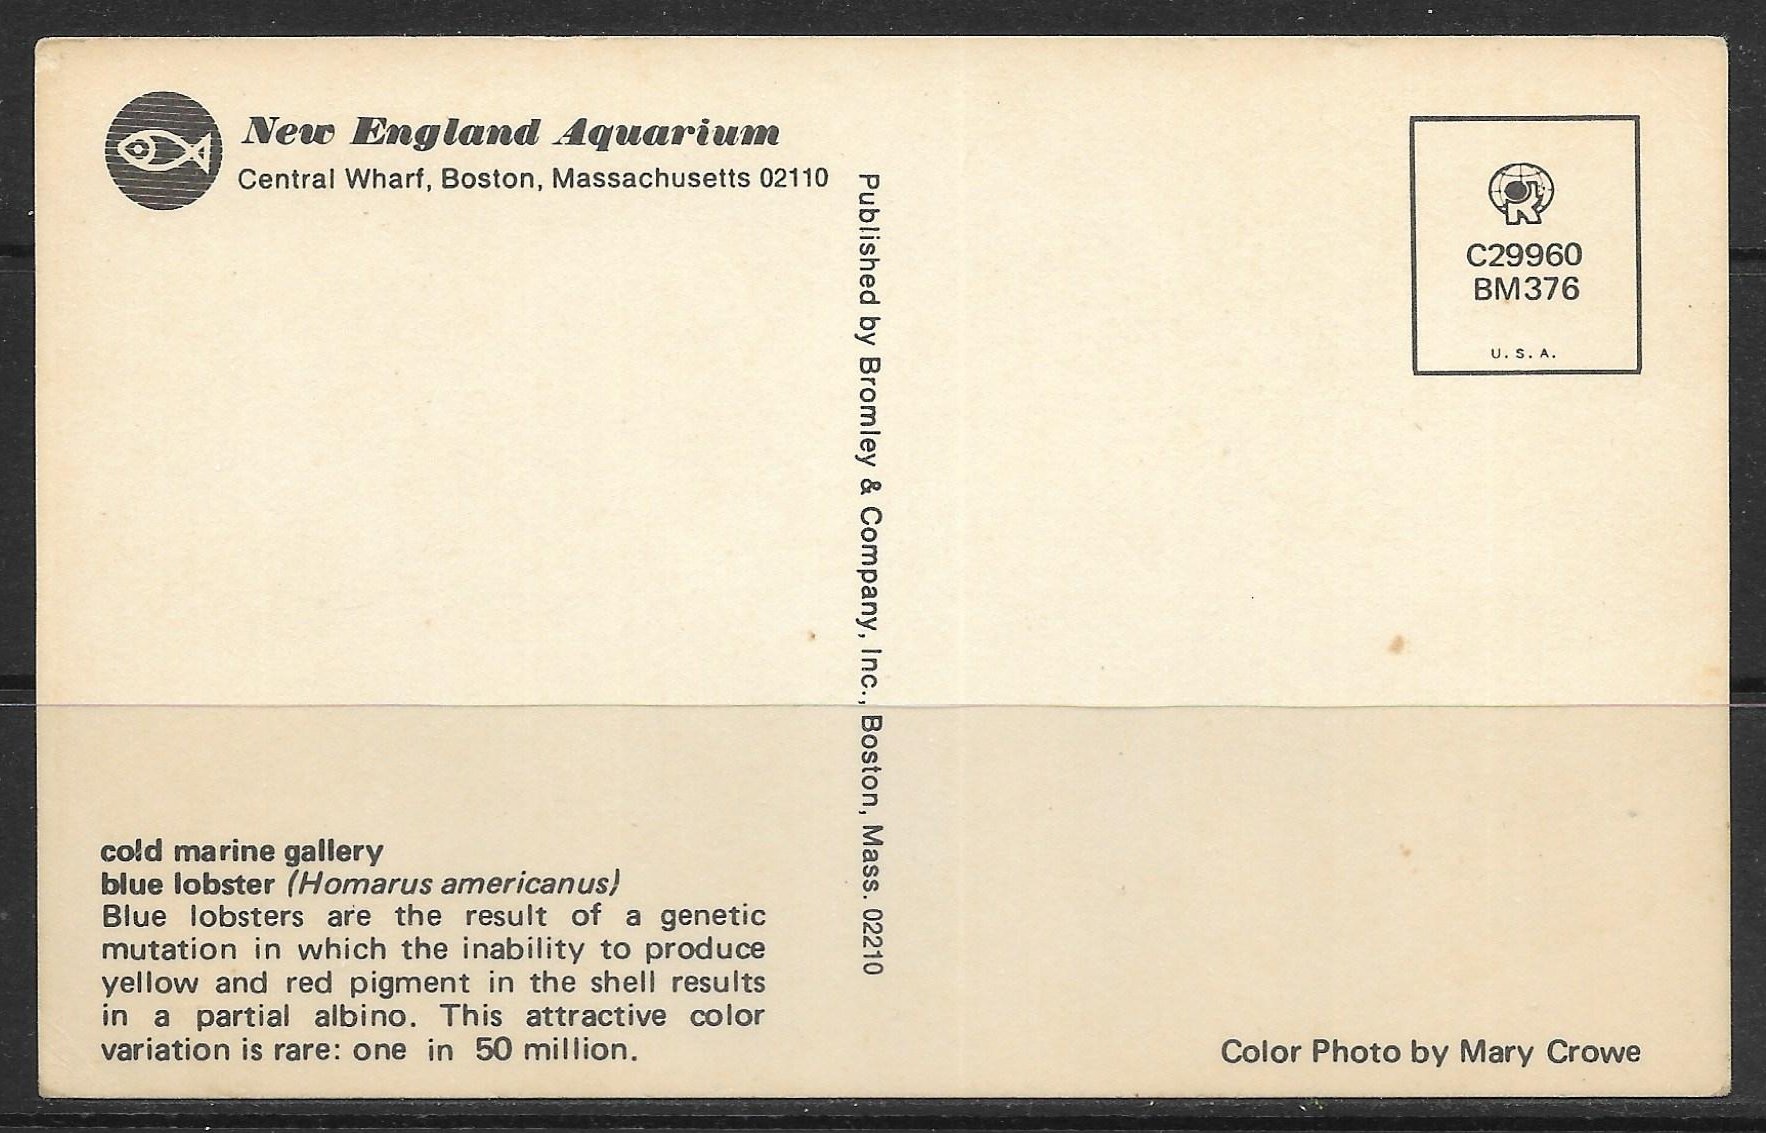 New England Aquarium
Central Wharf, Boston, Massachusetts 02110
Published by Bromley & Company, Inc., Boston, Mass. 02210
C29960
BM376
U. S. A.
cold marine gallery
blue lobster (Homarus americanus)
Blue lobsters are the result of a genetic
mutation in which the inability to produce
yellow and red pigment in the shell results
in a partial albino. This attractive color
variation is rare: one in 50 million.
Color Photo by Mary Crowe